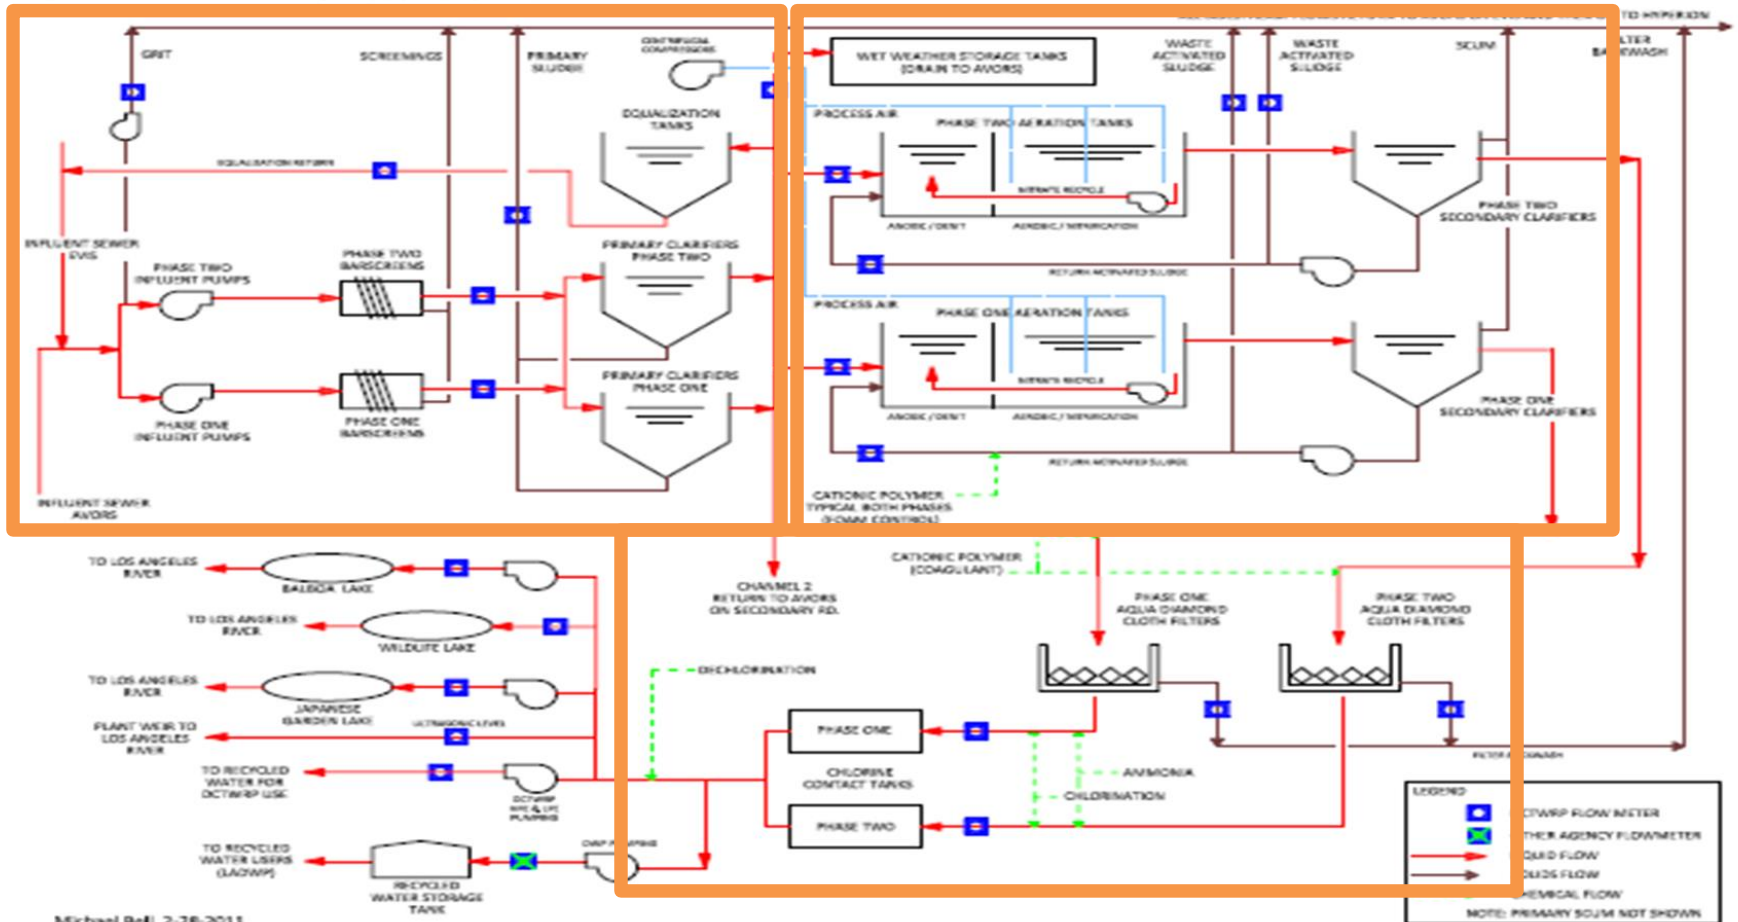 TO HYPERION
GRIT
SCREENINGS
PRIMARY
SLUDGE
CENTRIFUGAL
COMPRESSORS
WET WEATHER STORAGE TANKS
(DRAIN TO AVORS)
WASTE
ACTIVATED
SLUDGE
WASTE
ACTIVATED
SLUDGE
SCUM
BACKWASH
EQUALIZATION
TANKS
PROCESS AIR
PHASE TWO AERATION TANKS
EQUALIZATION RETURN
NITRATE RECYCLE
ANOXIC / DENIT
AEROBIC / NITRIFICATION
PHASE TWO
SECONDARY CLARIFIERS
RETURN ACTIVATED SLUDGE
INFLUENT SEWER
EVIS
PHASE TWO
INFLUENT PUMPS
PHASE TWO
BARSCREENS
PRIMARY CLARIFIERS
PHASE TWO
PROCESS AIR
PHASE ONE AERATION TANKS
PRIMARY CLARIFIERS
PHASE ONE
NITRATE RECYCLE
ANOXIC / DENIT
AEROBIC / NITRIFICATION
PHASE ONE
SECONDARY CLARIFIERS
PHASE ONE
INFLUENT PUMPS
PHASE ONE
BARSCREENS
RETURN ACTIVATED SLUDGE
INFLUENT SEWER
AVORS
CATIONIC POLYMER
TYPICAL BOTH PHASES
(FOAM CONTROL)
TO LOS ANGELES
RIVER
BALBOA LAKE
CHANNEL 2
RETURN TO AVORS
ON SECONDARY RD.
CATIONIC POLYMER
(COAGULANT)
PHASE ONE
AQUA DIAMOND
CLOTH FILTERS
PHASE TWO
AQUA DIAMOND
CLOTH FILTERS
TO LOS ANGELES
RIVER
WILDLIFE LAKE
DECHLORINATION
TO LOS ANGELES
RIVER
JAPANESE
GARDEN LAKE
PLANT WEIR TO
LOS ANGELES
RIVER
ULTRASONIC LEVEL
PHASE ONE
CHLORINE
CONTACT TANKS
AMMONIA
CHLORINATION
PHASE TWO
TO RECYCLED
WATER FOR
DCTWRP USE
DCTWRP
PUMPING
TO RECYCLED
WATER USERS
(LADWP)
RECYCLED
WATER STORAGE
TANK
LEGEND
DCTWRP FLOW METER
OTHER AGENCY FLOWMETER
LIQUID FLOW
SOLIDS FLOW
CHEMICAL FLOW
NOTE: PRIMARY SCUM NOT SHOWN